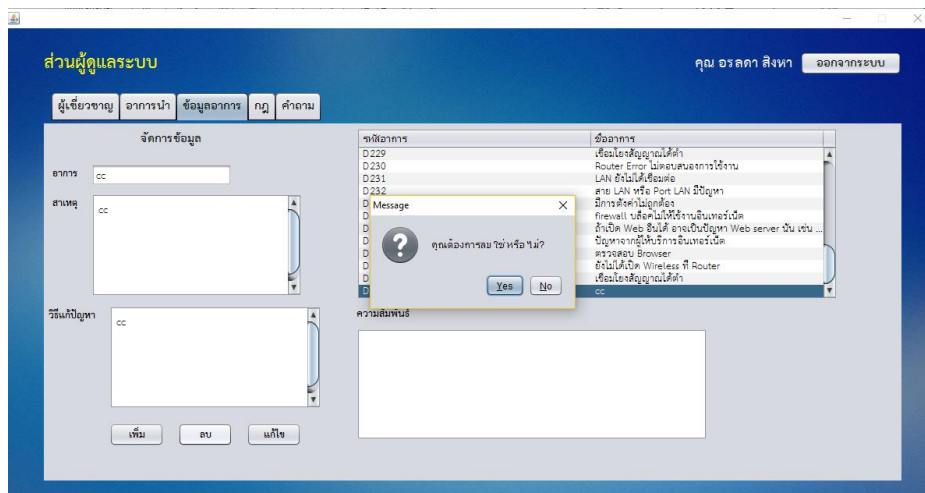 ส่วนผู้ดูแลระบบ
คุณ อรลดา สิงหา
ออกจากระบบ
ผู้เชี่ยวชาญ อาการนำ ข้อมูลอาการ กฎ คำถาม
จัดการข้อมูล
อาการ cc
สาเหตุ cc
วิธีแก้ปัญหา cc
เพิ่ม ลบ แก้ไข
รหัสอาการ ชื่ออาการ
D229 เชื่อมโยงสัญญาณได้ต่ำ
D230 Router Error ไม่ตอบสนองการใช้งาน
D231 LAN ยังไม่ได้เชื่อมต่อ
D232 สาย LAN หรือ Port LAN มีปัญหา
D มีการตั้งค่าไม่ถูกต้อง
D firewall บล็อคไม่ให้ใช้งานอินเทอร์เน็ต
D ถ้าเปิด Web อื่นได้ อาจเป็นปัญหา Web server นั้น เช่น ...
D ปัญหาจากผู้ให้บริการอินเทอร์เน็ต
D ตรวจสอบ Browser
D ยังไม่ได้เปิด Wireless ที่ Router
D เชื่อมโยงสัญญาณได้ต่ำ
D cc
Message
คุณต้องการลบ ใช่ หรือ ไม่?
Yes No
ความสัมพันธ์